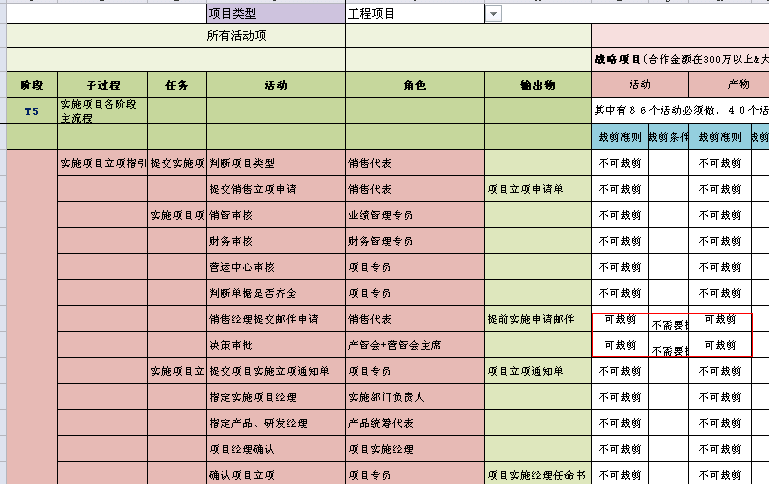 项目类型 工程项目
所有活动项
战略项目(合作金额在300万以上&大
阶段 子过程 任务 活动 角色 输出物 活动 产物
T5 实施项目各阶段主流程 其中有８６个活动必须做，４０个活
裁剪准则 裁剪条件 裁剪准则 裁剪
实施项目立项指引 提交实施项 判断项目类型 销售代表 不可裁剪 不可裁剪
提交销售立项申请 销售代表 项目立项申请单 不可裁剪 不可裁剪
实施项目项 销管审核 业绩管理专员 不可裁剪 不可裁剪
财务审核 财务管理专员 不可裁剪 不可裁剪
营运中心审核 项目专员 不可裁剪 不可裁剪
判断单据是否齐全 项目专员 不可裁剪 不可裁剪
销售经理提交邮件申请 销售代表 提前实施申请邮件 可裁剪 不需要 可裁剪
决策审批 产管会+营管会主席 可裁剪 不需要 可裁剪
实施项目立 提交项目实施立项通知单 项目专员 项目立项通知单 不可裁剪 不可裁剪
指定实施项目经理 实施部门负责人 不可裁剪 不可裁剪
指定产品、研发经理 产品统筹代表 不可裁剪 不可裁剪
项目经理确认 项目实施经理 不可裁剪 不可裁剪
确认项目立项 项目专员 项目实施经理任命书 不可裁剪 不可裁剪